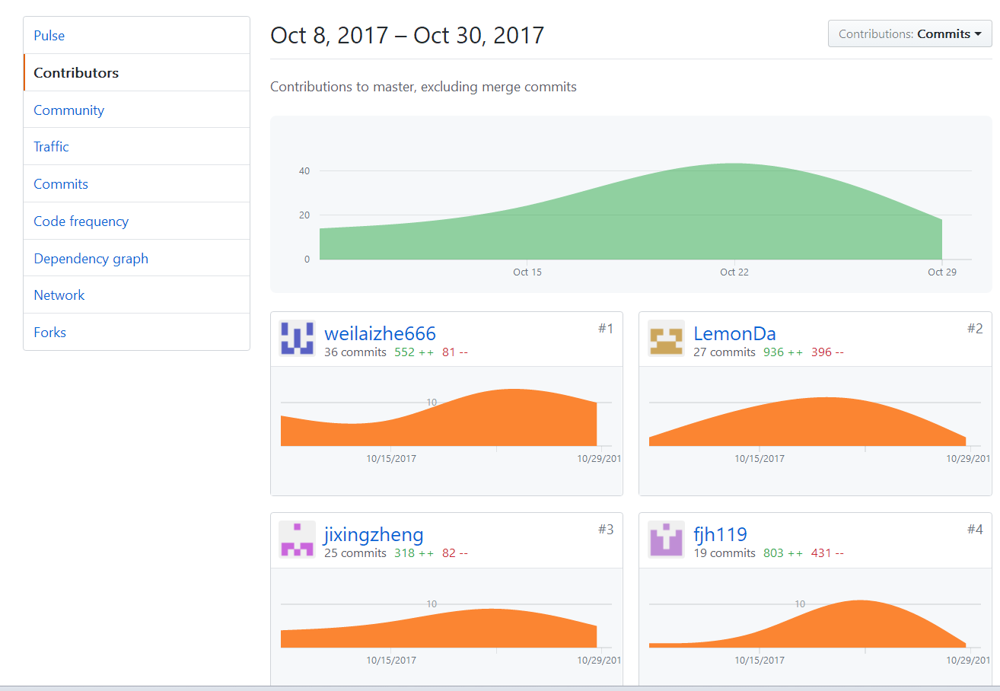 Pulse
Contributors
Community
Traffic
Commits
Code frequency
Dependency graph
Network
Forks
Oct 8, 2017 – Oct 30, 2017
Contributions: Commits
Contributions to master, excluding merge commits
40
20
0
Oct 15 Oct 22 Oct 29
weilaizhe666 #1
36 commits 552 ++ 81 --
10
10/15/2017 10/29/201
LemonDa #2
27 commits 936 ++ 396 --
10/15/2017 10/29/201
jixingzheng #3
25 commits 318 ++ 82 --
10
10/15/2017 10/29/201
fjh119 #4
19 commits 803 ++ 431 --
10
10/15/2017 10/29/201